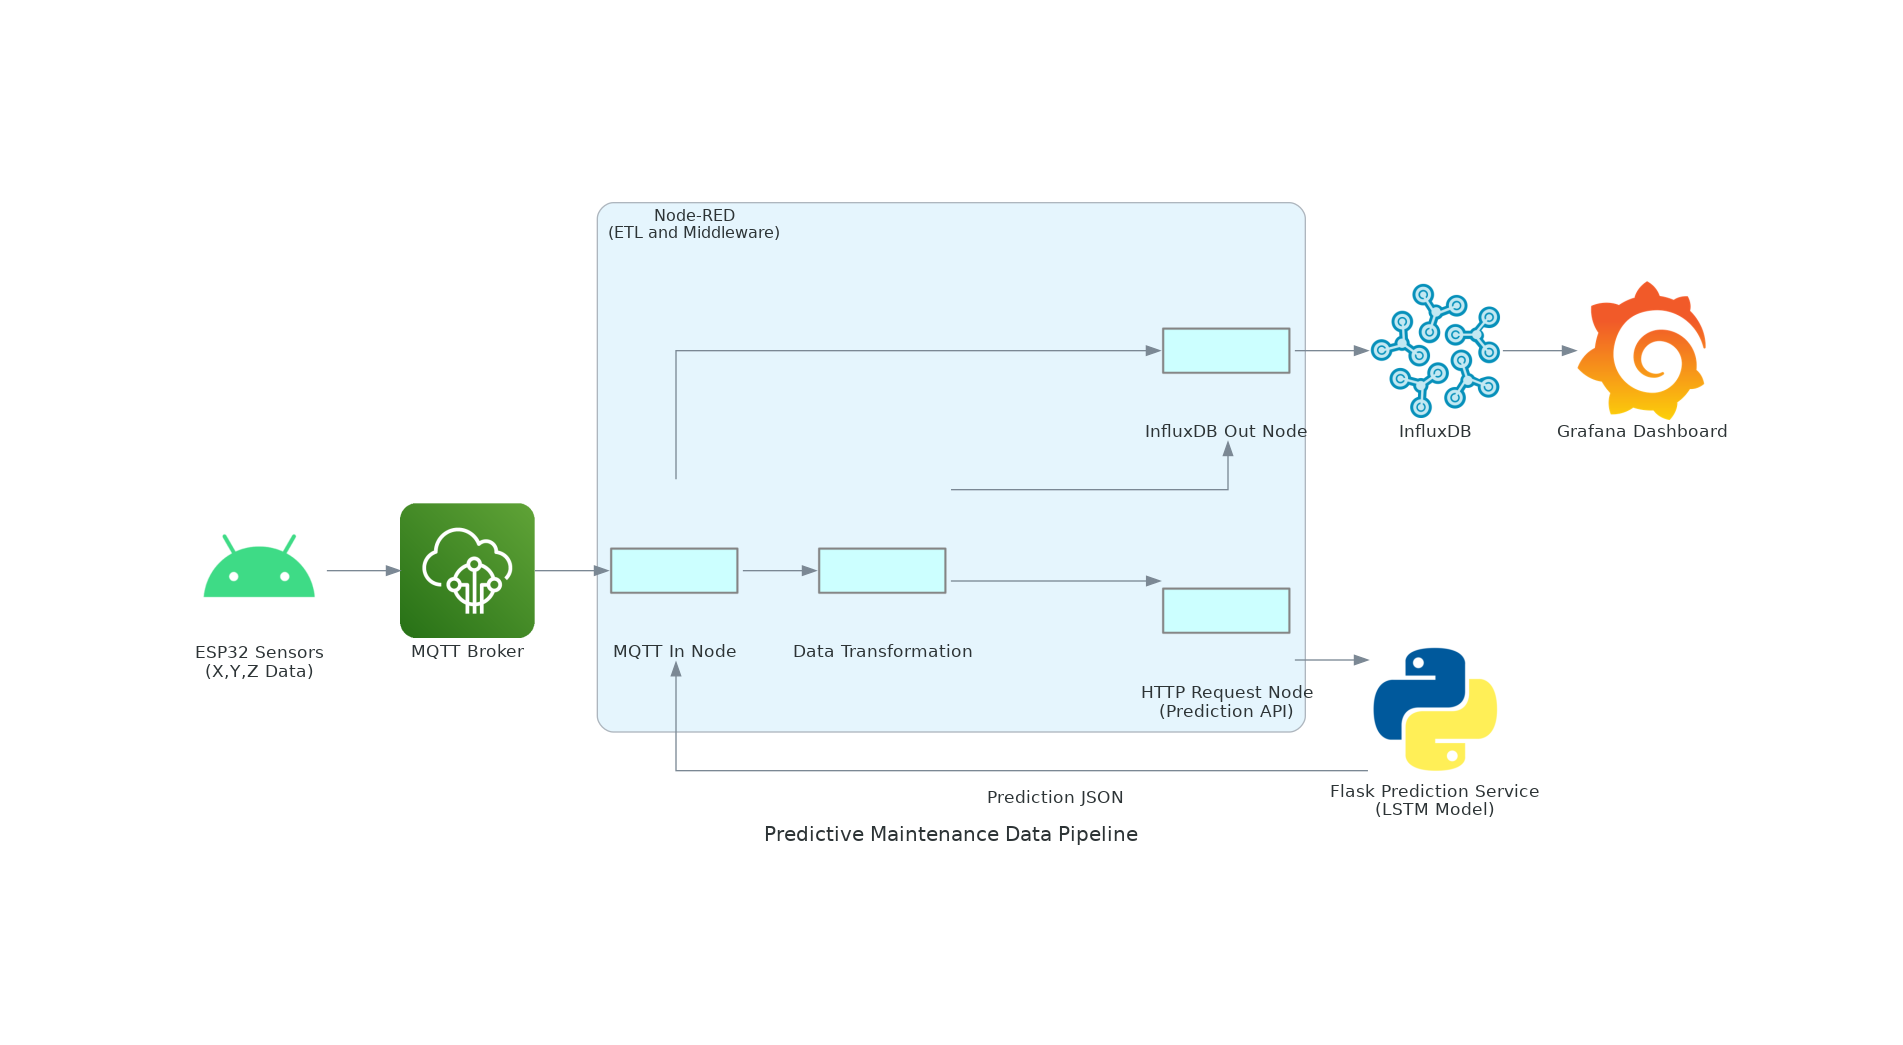 Node-RED
(ETL and Middleware)
InfluxDB Out Node
InfluxDB
Grafana Dashboard
ESP32 Sensors
(X,Y,Z Data)
MQTT Broker
MQTT In Node
Data Transformation
HTTP Request Node
(Prediction API)
Flask Prediction Service
(LSTM Model)
Prediction JSON
Predictive Maintenance Data Pipeline